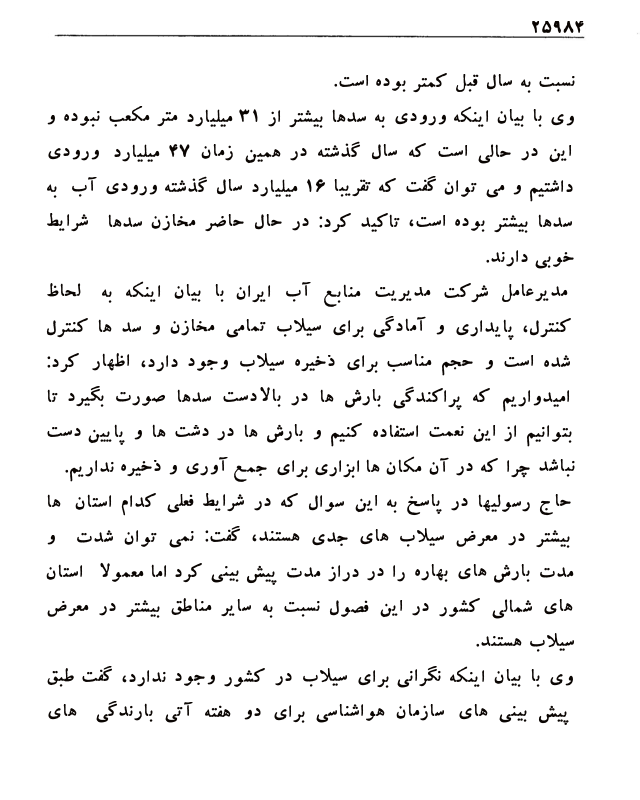 ۲۵۹۸۴
نسبت به سال قبل کمتر بوده است.
وی با بیان اینکه ورودی به سدها بیشتر از ۳۱ میلیارد متر مکعب نبوده و
این در حالی است که سال گذشته در همین زمان ۴۷ میلیارد ورودی
داشتیم و می توان گفت که تقریبا ۱۶ میلیارد سال گذشته ورودی آب به
سدها بیشتر بوده است، تاکید کرد: در حال حاضر مخازن سدها شرایط
خوبی دارند.
مدیرعامل شرکت مدیریت منابع آب ایران با بیان اینکه به لحاظ
کنترل، پایداری و آمادگی برای سیلاب تمامی مخازن و سد ها کنترل
شده است و حجم مناسب برای ذخیره سیلاب وجود دارد، اظهار کرد:
امیدواریم که پراکندگی بارش ها در بالادست سدها صورت بگیرد تا
بتوانیم از این نعمت استفاده کنیم و بارش ها در دشت ها و پایین دست
نباشد چرا که در آن مکان ها ابزاری برای جمع آوری و ذخیره نداریم.
حاج رسولیها در پاسخ به این سوال که در شرایط فعلی کدام استان ها
بیشتر در معرض سیلاب های جدی هستند، گفت: نمی توان شدت و
مدت بارش های بهاره را در دراز مدت پیش بینی کرد اما معمولا استان
های شمالی کشور در این فصول نسبت به سایر مناطق بیشتر در معرض
سیلاب هستند.
وی با بیان اینکه نگرانی برای سیلاب در کشور وجود ندارد، گفت طبق
پیش بینی های سازمان هواشناسی برای دو هفته آتی بارندگی های